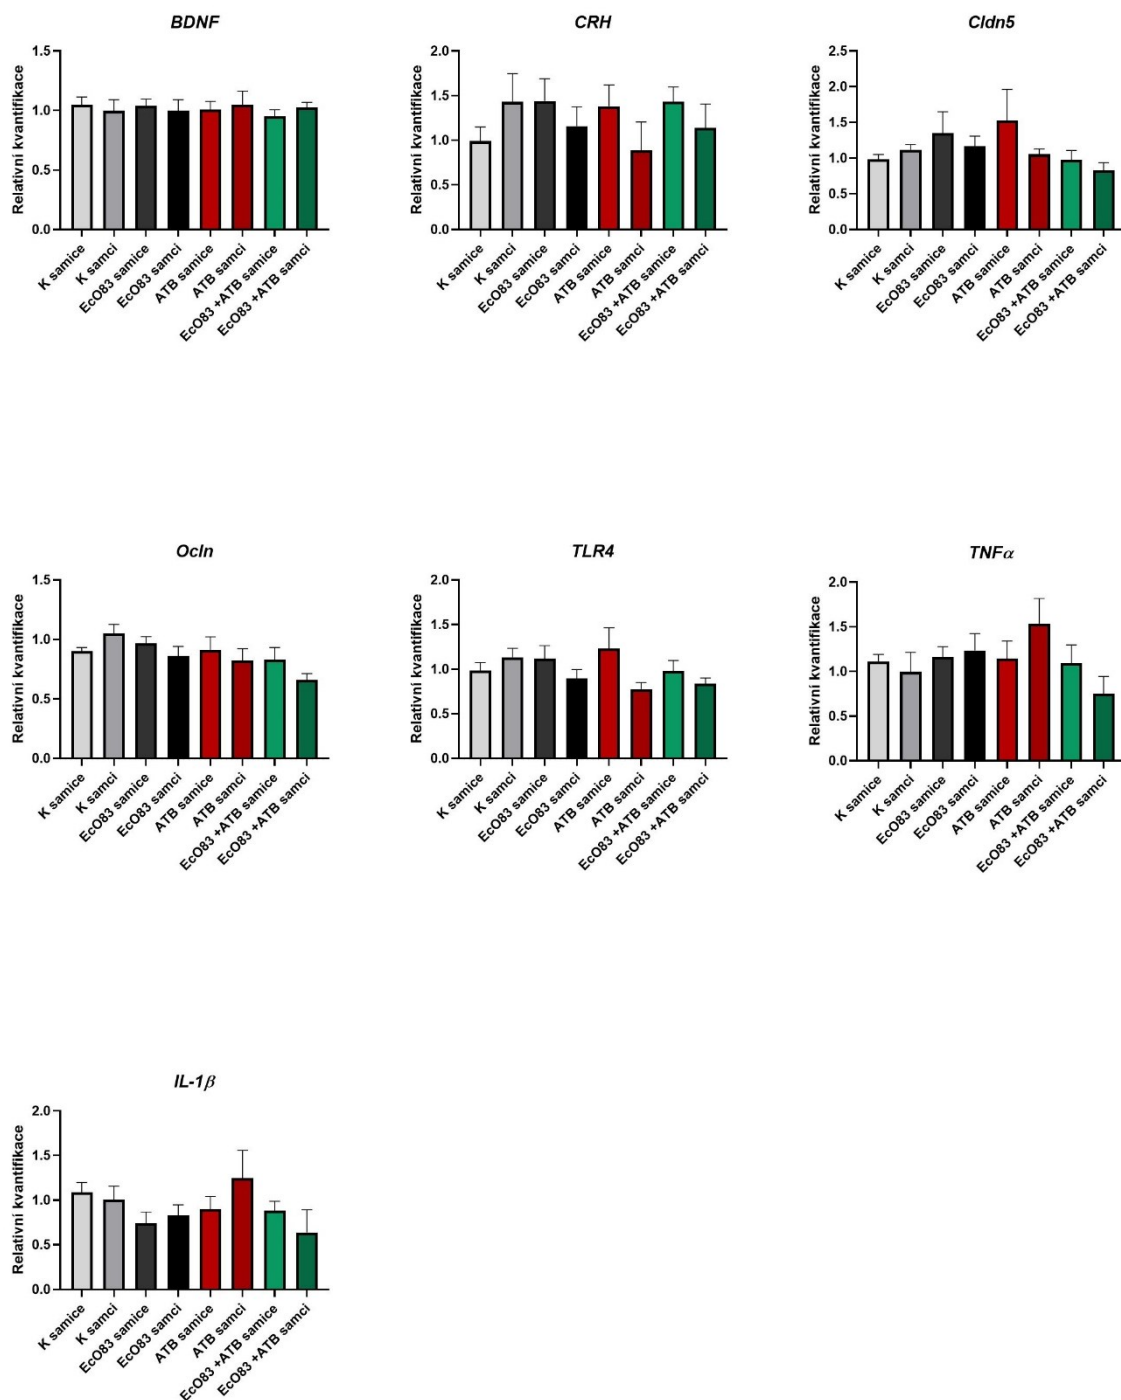 BDNF
Relativní kvantifikace
1.5
1.0
0.5
0.0
K samice
K samci
EcO83 samice
EcO83 samci
ATB samice
ATB samci
EcO83 +ATB samice
EcO83 +ATB samci
CRH
Relativní kvantifikace
2.0
1.5
1.0
0.5
0.0
K samice
K samci
EcO83 samice
EcO83 samci
ATB samice
ATB samci
EcO83 +ATB samice
EcO83 +ATB samci
Cldn5
Relativní kvantifikace
2.5
2.0
1.5
1.0
0.5
0.0
K samice
K samci
EcO83 samice
EcO83 samci
ATB samice
ATB samci
EcO83 +ATB samice
EcO83 +ATB samci
Ocln
Relativní kvantifikace
1.5
1.0
0.5
0.0
K samice
K samci
EcO83 samice
EcO83 samci
ATB samice
ATB samci
EcO83 +ATB samice
EcO83 +ATB samci
TLR4
Relativní kvantifikace
2.0
1.5
1.0
0.5
0.0
K samice
K samci
EcO83 samice
EcO83 samci
ATB samice
ATB samci
EcO83 +ATB samice
EcO83 +ATB samci
TNFα
Relativní kvantifikace
2.0
1.5
1.0
0.5
0.0
K samice
K samci
EcO83 samice
EcO83 samci
ATB samice
ATB samci
EcO83 +ATB samice
EcO83 +ATB samci
IL-1β
Relativní kvantifikace
2.0
1.5
1.0
0.5
0.0
K samice
K samci
EcO83 samice
EcO83 samci
ATB samice
ATB samci
EcO83 +ATB samice
EcO83 +ATB samci